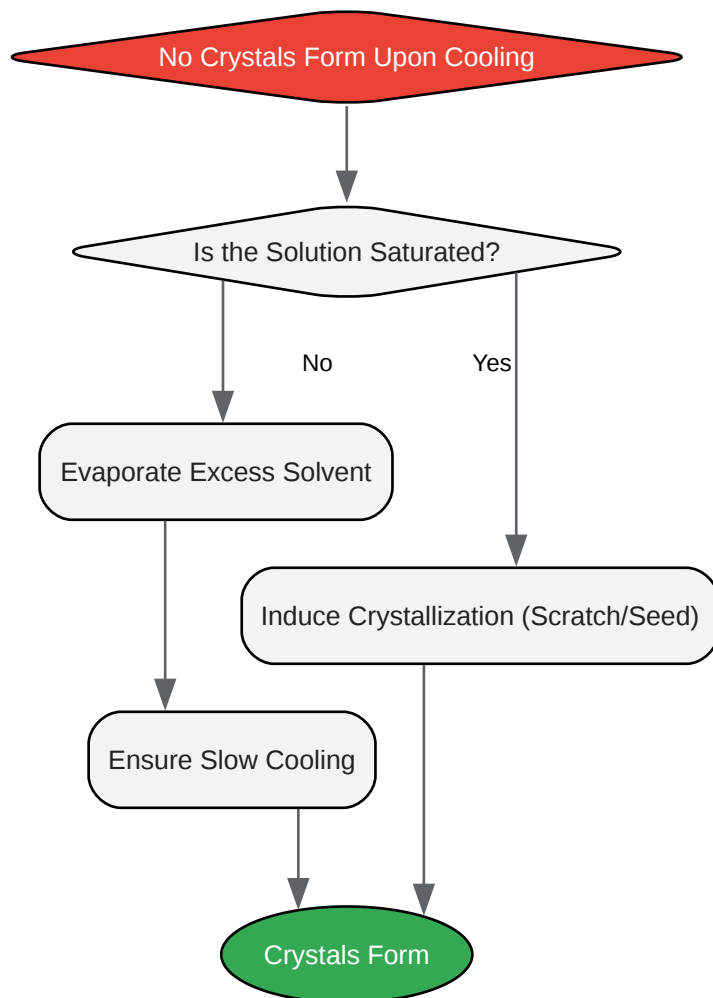 No Crystals Form Upon Cooling
Is the Solution Saturated?
No
Yes
Evaporate Excess Solvent
Induce Crystallization (Scratch/Seed)
Ensure Slow Cooling
Crystals Form